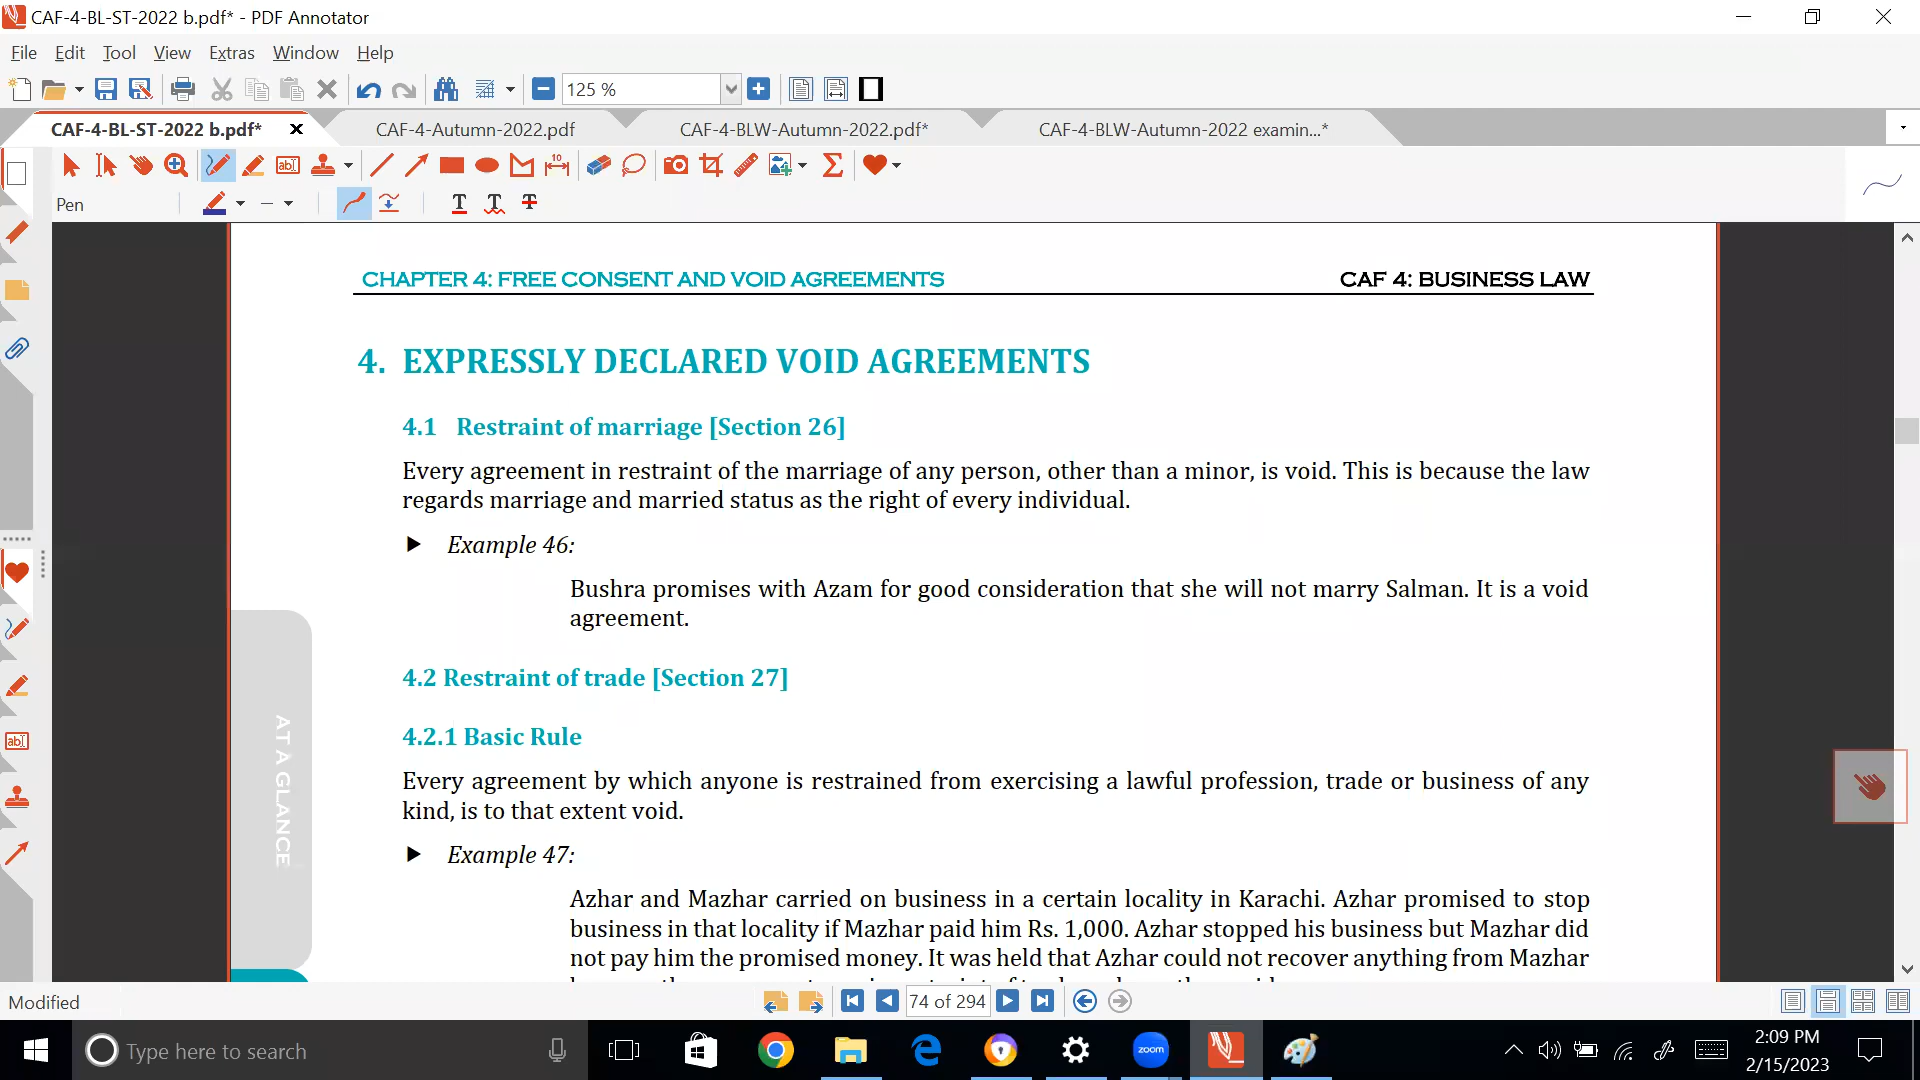 CAF-4-BL-ST-2022 b.pdf* - PDF Annotator
File Edit Tool View Extras Window Help
125 %
CAF-4-BL-ST-2022 b.pdf*
CAF-4-Autumn-2022.pdf
CAF-4-BLW-Autumn-2022.pdf*
CAF-4-BLW-Autumn-2022 examin...*
Pen
CHAPTER 4: FREE CONSENT AND VOID AGREEMENTS
CAF 4: BUSINESS LAW
4. EXPRESSLY DECLARED VOID AGREEMENTS
4.1 Restraint of marriage [Section 26]
Every agreement in restraint of the marriage of any person, other than a minor, is void. This is because the law
regards marriage and married status as the right of every individual.
Example 46:
Bushra promises with Azam for good consideration that she will not marry Salman. It is a void
agreement.
4.2 Restraint of trade [Section 27]
4.2.1 Basic Rule
Every agreement by which anyone is restrained from exercising a lawful profession, trade or business of any
kind, is to that extent void.
Example 47:
Azhar and Mazhar carried on business in a certain locality in Karachi. Azhar promised to stop
business in that locality if Mazhar paid him Rs. 1,000. Azhar stopped his business but Mazhar did
not pay him the promised money. It was held that Azhar could not recover anything from Mazhar
AT A GLANCE
Modified
74 of 294
Type here to search
zoom
2:09 PM
2/15/2023